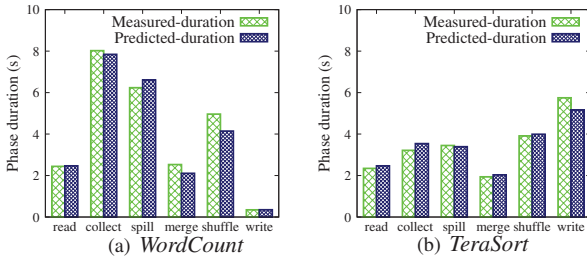 Measured-duration
Predicted-duration
Phase duration (s)
10
8
6
4
2
0
read collect spill merge shuffle write
(a) WordCount
Measured-duration
Predicted-duration
Phase duration (s)
10
8
6
4
2
0
read collect spill merge shuffle write
(b) TeraSort